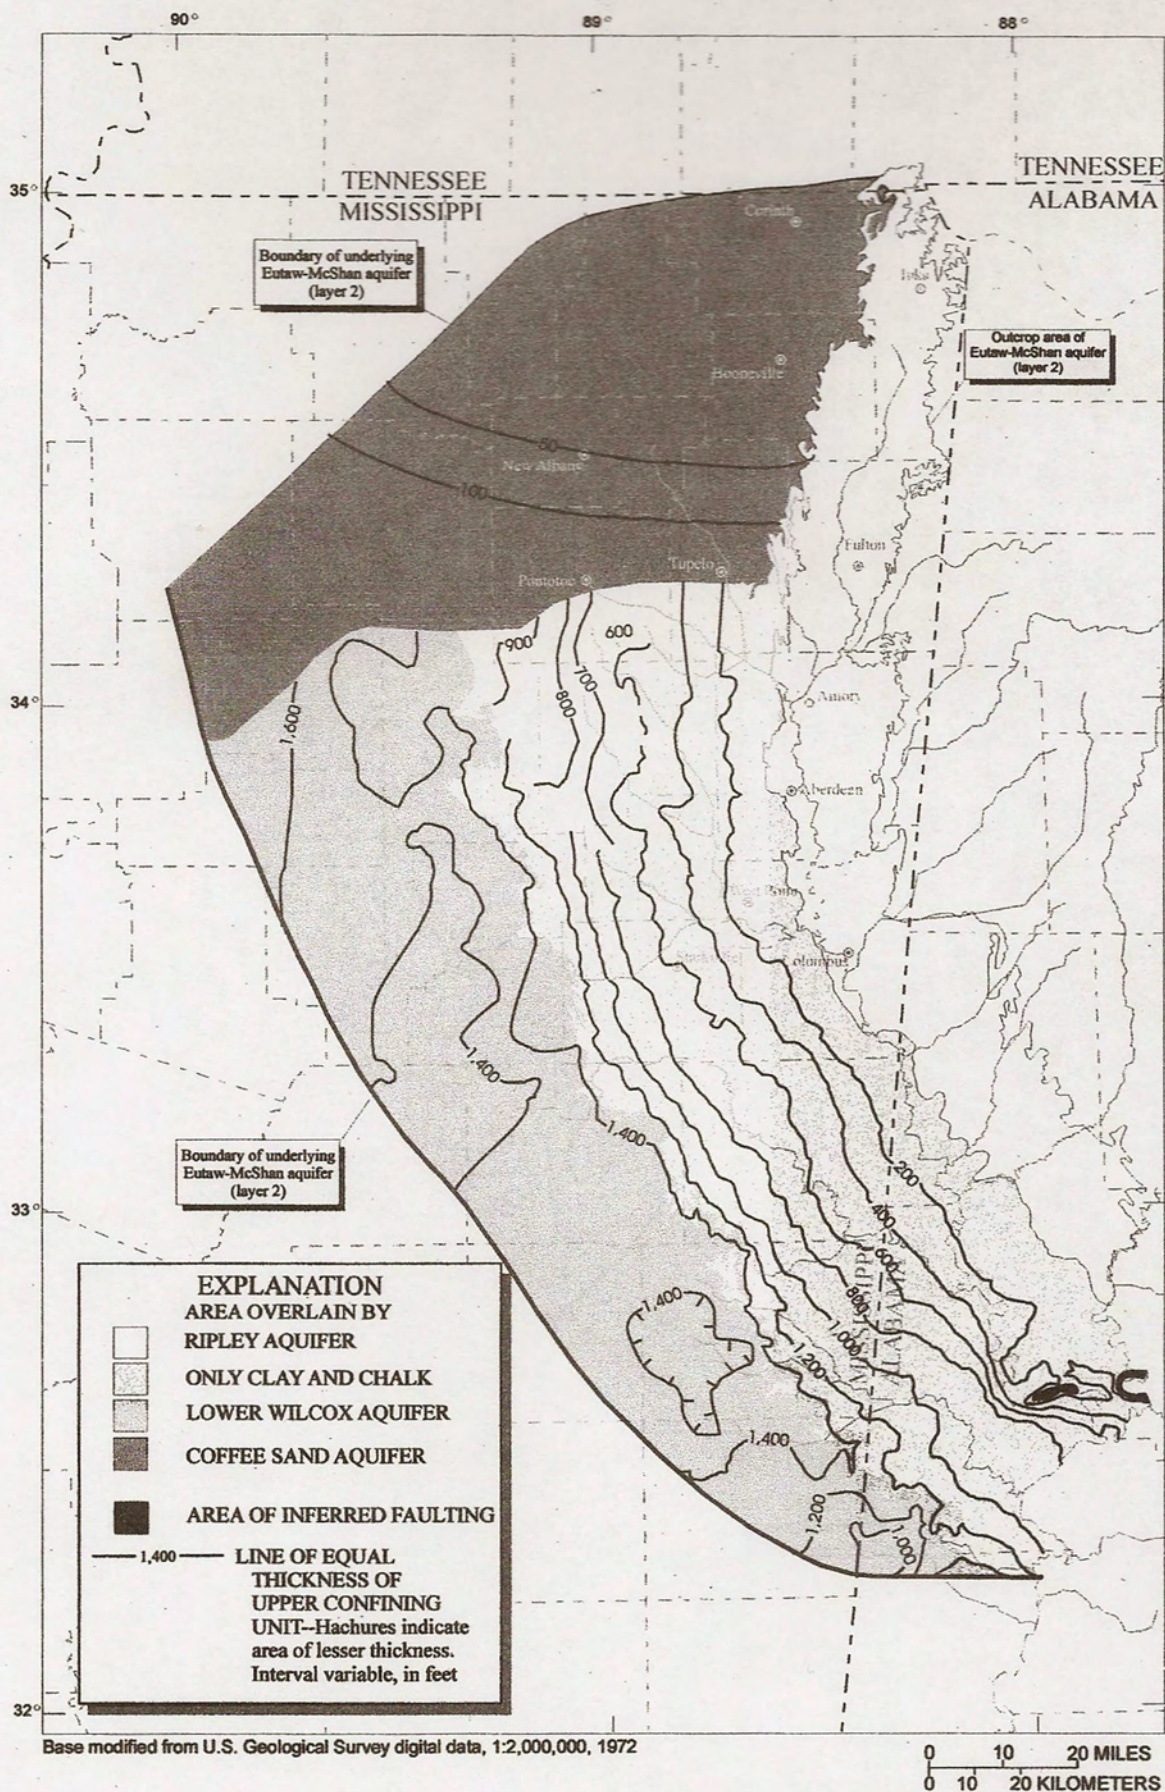 90°
89°
88°
35°
TENNESSEE
MISSISSIPPI
TENNESSEE
ALABAMA
Corinth
Boundary of underlying
Eutaw-McShan aquifer
(layer 2)
Iuka
Outcrop area of
Eutaw-McShan aquifer
(layer 2)
Booneville
50
New Albany
100
Fulton
Tupelo
Pontotoc
900
600
700
800
34°
Amory
1,600
Aberdeen
West Point
Starkville
Columbus
1,400
1,400
Boundary of underlying
Eutaw-McShan aquifer
(layer 2)
200
33°
400
600
MISSISSIPPI
ALABAMA
800
1,400
1,000
1,200
C
1,400
1,200
1,000
EXPLANATION
AREA OVERLAIN BY
RIPLEY AQUIFER
ONLY CLAY AND CHALK
LOWER WILCOX AQUIFER
COFFEE SAND AQUIFER
AREA OF INFERRED FAULTING
1,400 LINE OF EQUAL
THICKNESS OF
UPPER CONFINING
UNIT--Hachures indicate
area of lesser thickness.
Interval variable, in feet
32°
Base modified from U.S. Geological Survey digital data, 1:2,000,000, 1972
0 10 20 MILES
0 10 20 KILOMETERS